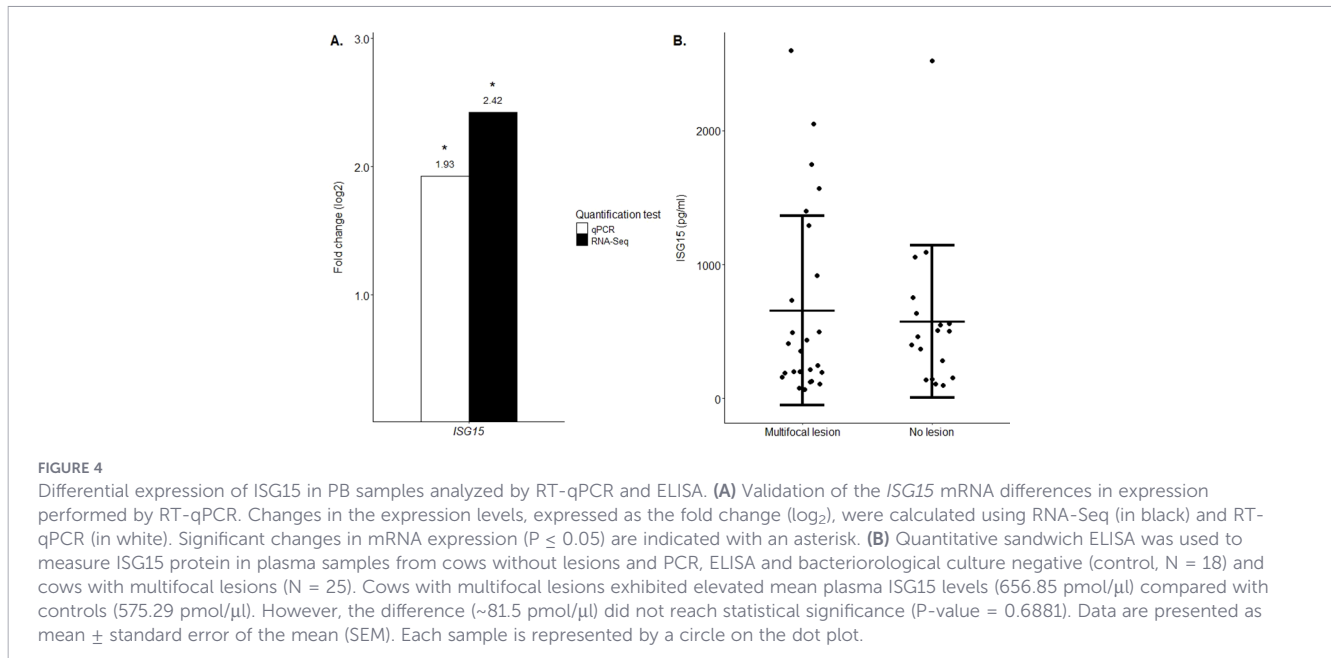 A.
3.0
2.0
1.0
Fold change (log2)
*
1.93
*
2.42
ISG15
Quantification test
qPCR
RNA-Seq
B.
2000
1000
0
ISG15 (pg/ml)
Multifocal lesion
No lesion
FIGURE 4
Differential expression of ISG15 in PB samples analyzed by RT-qPCR and ELISA. (A) Validation of the ISG15 mRNA differences in expression
performed by RT-qPCR. Changes in the expression levels, expressed as the fold change (log₂), were calculated using RNA-Seq (in black) and RT-
qPCR (in white). Significant changes in mRNA expression (P ≤ 0.05) are indicated with an asterisk. (B) Quantitative sandwich ELISA was used to
measure ISG15 protein in plasma samples from cows without lesions and PCR, ELISA and bacteriorological culture negative (control, N = 18) and
cows with multifocal lesions (N = 25). Cows with multifocal lesions exhibited elevated mean plasma ISG15 levels (656.85 pmol/μl) compared with
controls (575.29 pmol/μl). However, the difference (~81.5 pmol/μl) did not reach statistical significance (P-value = 0.6881). Data are presented as
mean ± standard error of the mean (SEM). Each sample is represented by a circle on the dot plot.